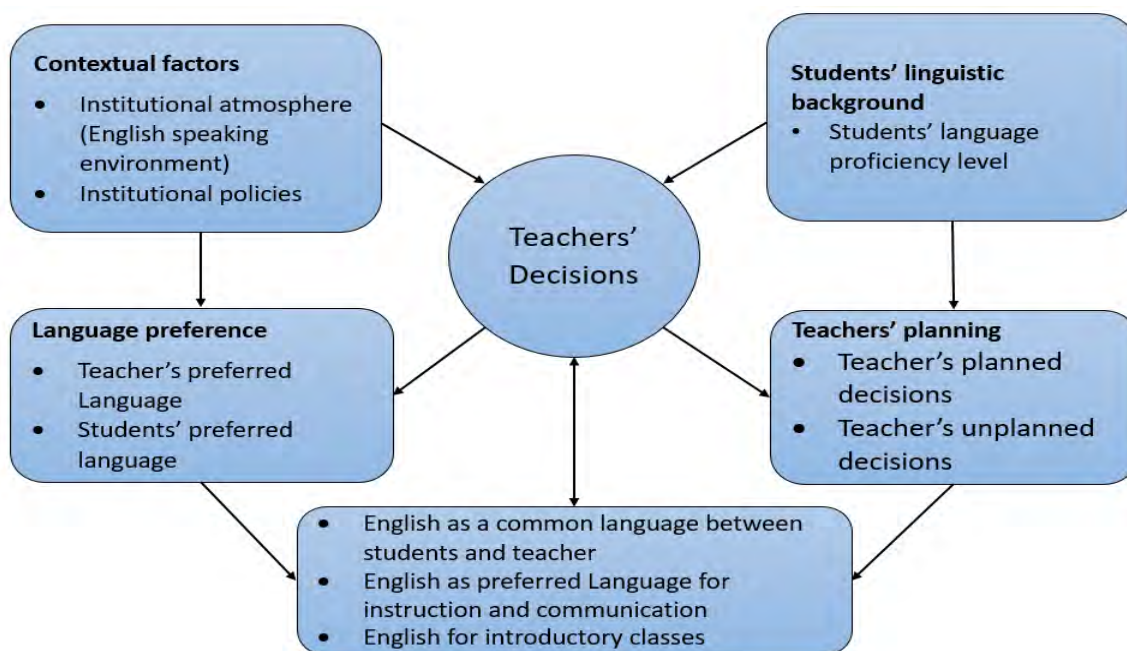 Contextual factors
• Institutional atmosphere
(English speaking
environment)
• Institutional policies
Students’ linguistic
background
• Students’ language
proficiency level
Teachers’
Decisions
Language preference
• Teacher’s preferred
Language
• Students’ preferred
language
Teachers’ planning
• Teacher’s planned
decisions
• Teacher’s unplanned
decisions
• English as a common language between
students and teacher
• English as preferred Language for
instruction and communication
• English for introductory classes